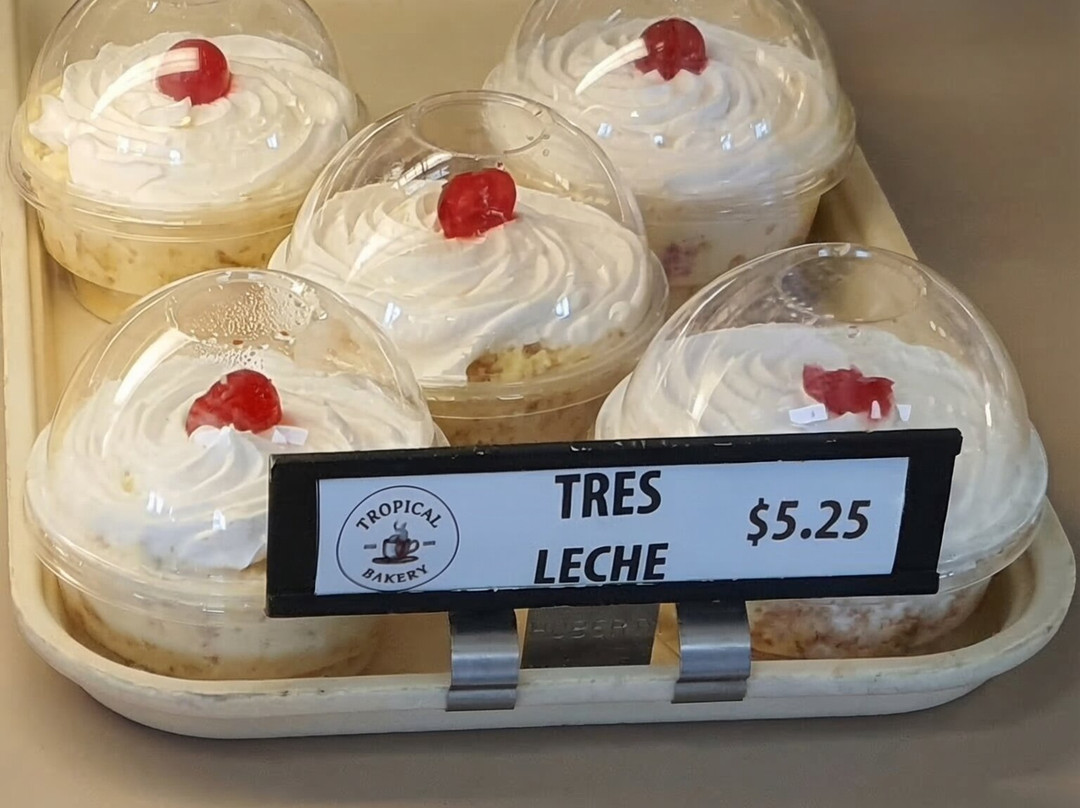 TROPICAL
BAKERY
TRES
LECHE
$5.25